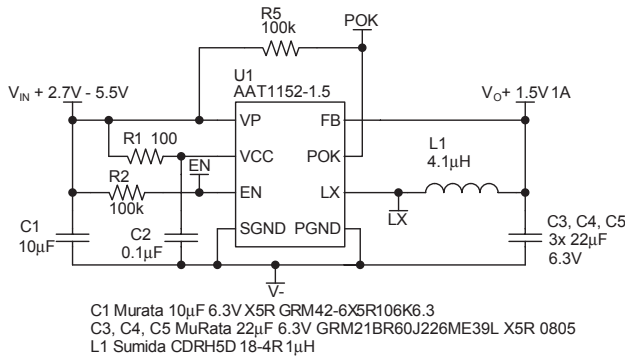 R5
100k
POK
U1
AAT1152-1.5
VIN + 2.7V - 5.5V
VO+ 1.5V 1A
VP
FB
R1 100
L1
4.1µH
VCC
POK
EN
R2
100k
EN
LX
LX
C1
10µF
C2
0.1µF
SGND
PGND
C3, C4, C5
3x 22µF
6.3V
V-
C1 Murata 10µF 6.3V X5R GRM42-6X5R106K6.3
C3, C4, C5 MuRata 22µF 6.3V GRM21BR60J226ME39L X5R 0805
L1 Sumida CDRH5D 18-4R 1µH